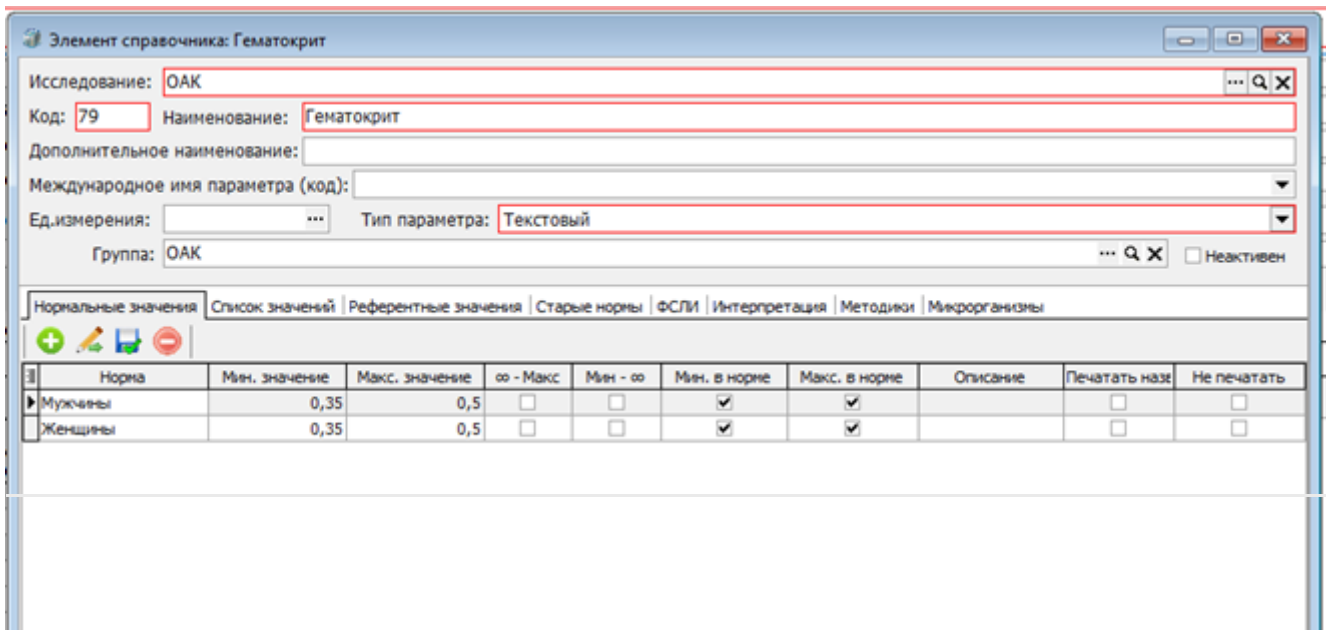 Элемент справочника: Гематокрит
Исследование: ОАК
Код: 79 Наименование: Гематокрит
Дополнительное наименование:
Международное имя параметра (код):
Ед.измерения: Тип параметра: Текстовый
Группа: ОАК Неактивен
Нормальные значения Список значений Референтные значения Старые нормы ФСЛИ Интерпретация Методики Микроорганизмы
Норма Мин. значение Макс. значение ∞ - Макс Мин - ∞ Мин. в норме Макс. в норме Описание Печатать назв Не печатать
Мужчины 0,35 0,5
Женщины 0,35 0,5